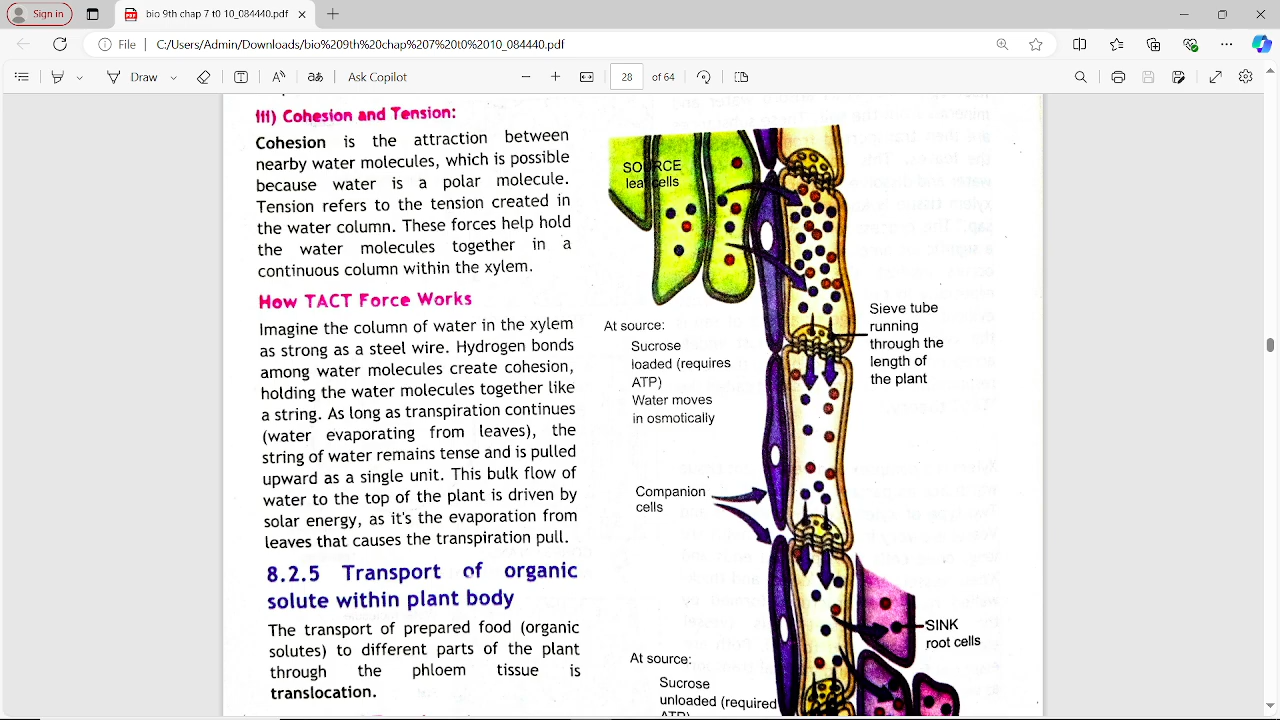 Sign in
bio 9th chap 7 t0 10_084440.pdf
File
C:/Users/Admin/Downloads/bio%209th%20chap%207%20t0%2010_084440.pdf
Draw
Ask Copilot
28
of 64
III) Cohesion and Tension:
Cohesion is the attraction between
nearby water molecules, which is possible
because water is a polar molecule.
Tension refers to the tension created in
the water column. These forces help hold
the water molecules together in a
continuous column within the xylem.
How TACT Force Works
Imagine the column of water in the xylem
as strong as a steel wire. Hydrogen bonds
among water molecules create cohesion,
holding the water molecules together like
a string. As long as transpiration continues
(water evaporating from leaves), the
string of water remains tense and is pulled
upward as a single unit. This bulk flow of
water to the top of the plant is driven by
solar energy, as it's the evaporation from
leaves that causes the transpiration pull.
8.2.5 Transport of organic
solute within plant body
The transport of prepared food (organic
solutes) to different parts of the plant
through the phloem tissue is
translocation.
SOURCE
leaf cells
At source:
Sucrose
loaded (requires
ATP)
Water moves
in osmotically
Sieve tube
running
through the
length of
the plant
Companion
cells
SINK
root cells
At source:
Sucrose
unloaded (required
ATP)